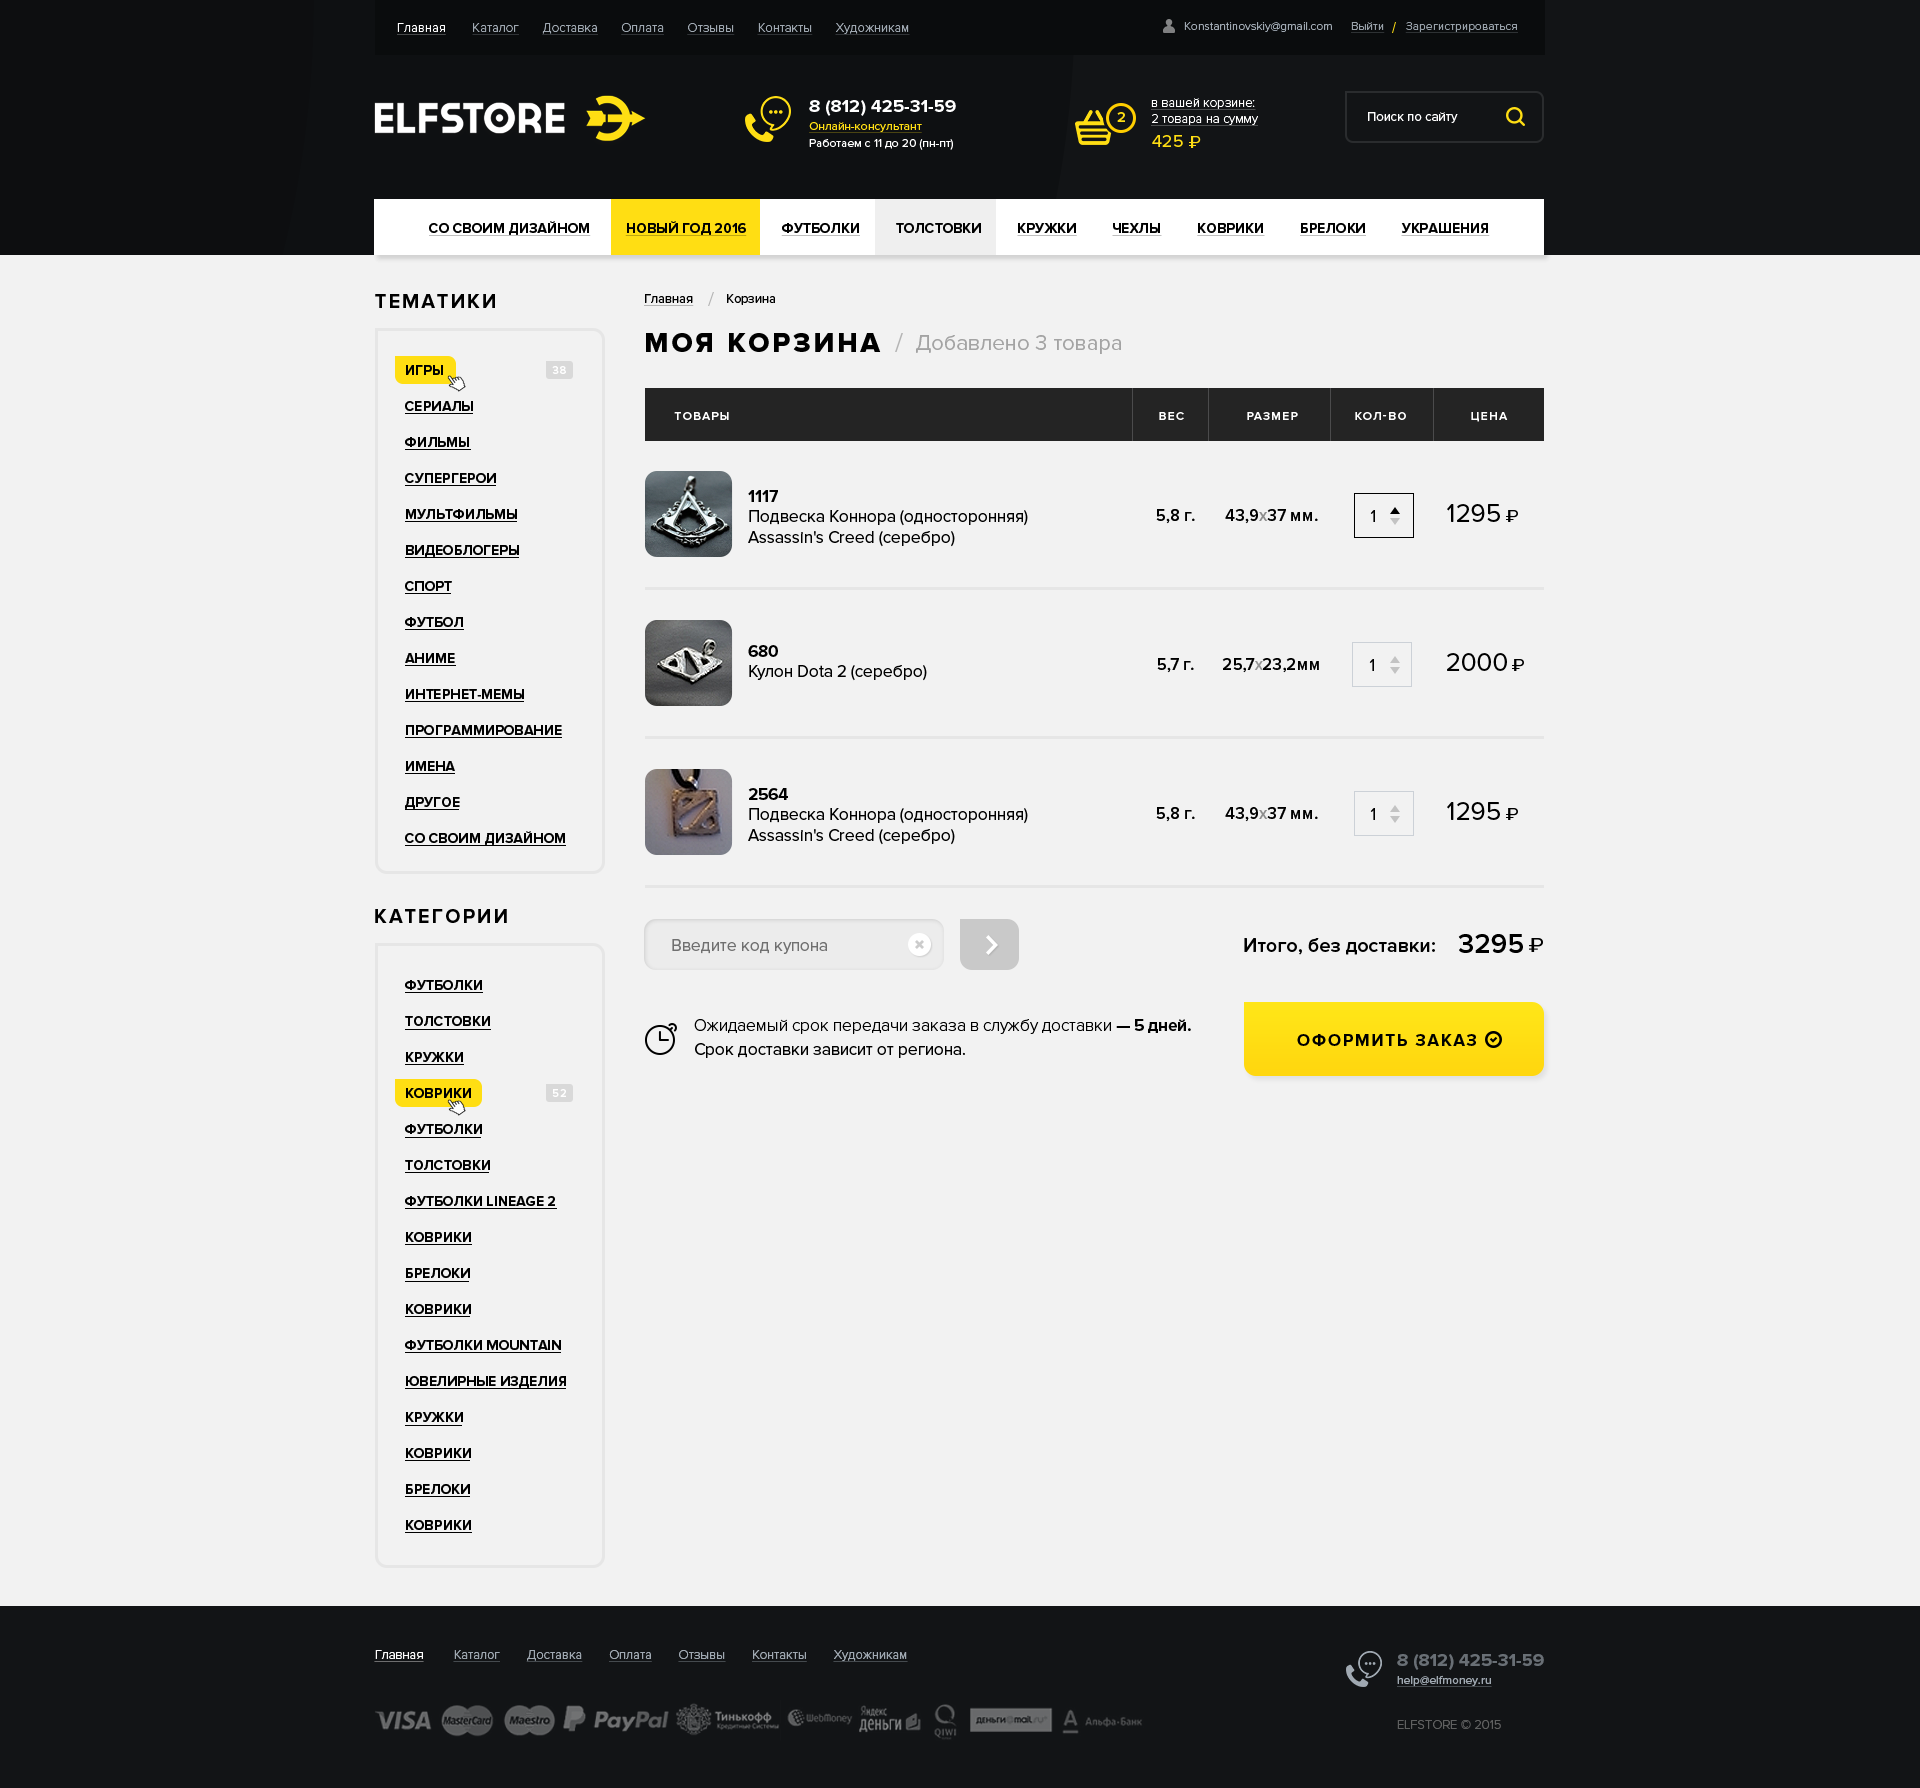 Главная Каталог Доставка Оплата Отзывы Контакты Художникам Konstantinovskiy@gmail.com Выйти / Зарегистрироваться
ELFSTORE
8 (812) 425-31-59
Онлайн-консультант
Работаем с 11 до 20 (пн-пт)
2
в вашей корзине:
2 товара на сумму
425 ₽
Поиск по сайту
СО СВОИМ ДИЗАЙНОМ НОВЫЙ ГОД 2016 ФУТБОЛКИ ТОЛСТОВКИ КРУЖКИ ЧЕХЛЫ КОВРИКИ БРЕЛОКИ УКРАШЕНИЯ
ТЕМАТИКИ
ИГРЫ 38
СЕРИАЛЫ
ФИЛЬМЫ
СУПЕРГЕРОИ
МУЛЬТФИЛЬМЫ
ВИДЕОБЛОГЕРЫ
СПОРТ
ФУТБОЛ
АНИМЕ
ИНТЕРНЕТ-МЕМЫ
ПРОГРАММИРОВАНИЕ
ИМЕНА
ДРУГОЕ
СО СВОИМ ДИЗАЙНОМ
КАТЕГОРИИ
ФУТБОЛКИ
ТОЛСТОВКИ
КРУЖКИ
КОВРИКИ 52
ФУТБОЛКИ
ТОЛСТОВКИ
ФУТБОЛКИ LINEAGE 2
КОВРИКИ
БРЕЛОКИ
КОВРИКИ
ФУТБОЛКИ MOUNTAIN
ЮВЕЛИРНЫЕ ИЗДЕЛИЯ
КРУЖКИ
КОВРИКИ
БРЕЛОКИ
КОВРИКИ
Главная / Корзина
МОЯ КОРЗИНА / Добавлено 3 товара
ТОВАРЫ ВЕС РАЗМЕР КОЛ-ВО ЦЕНА
1117
Подвеска Коннора (односторонняя)
Assassin's Creed (серебро)
5,8 г. 43,9x37 мм. 1 1295 ₽
680
Кулон Dota 2 (серебро)
5,7 г. 25,7x23,2мм 1 2000 ₽
2564
Подвеска Коннора (односторонняя)
Assassin's Creed (серебро)
5,8 г. 43,9x37 мм. 1 1295 ₽
Введите код купона
Итого, без доставки: 3295 ₽
Ожидаемый срок передачи заказа в службу доставки — 5 дней.
Срок доставки зависит от региона.
ОФОРМИТЬ ЗАКАЗ
Главная Каталог Доставка Оплата Отзывы Контакты Художникам
VISA MasterCard Maestro PayPal Тинькофф Кредитные Системы WebMoney Яндекс деньги QIWI деньги@mail.ru Альфа·Банк
8 (812) 425-31-59
help@elfmoney.ru
ELFSTORE © 2015